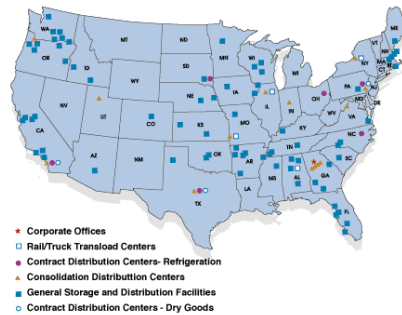 WA
MT
ND
MN
ME
VT
NH
OR
ID
SD
WI
NY
MA
CT
WY
MI
NE
IA
PA
NJ
NV
UT
IL
IN
OH
DE
MD
CA
CO
KS
MO
WV
VA
KY
NC
TN
AZ
NM
OK
AR
SC
MS
AL
GA
TX
LA
FL
Corporate Offices
Rail/Truck Transload Centers
Contract Distribution Centers- Refrigeration
Consolidation Distributtion Centers
General Storage and Distribution Facilities
Contract Distribution Centers - Dry Goods